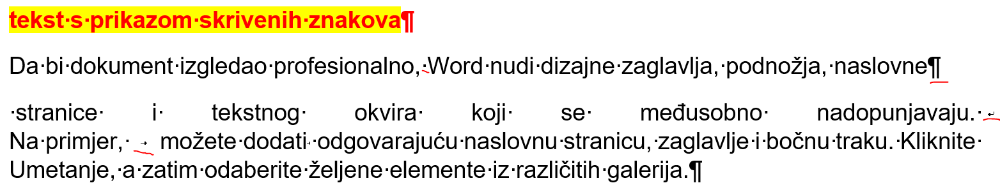 tekst·s·prikazom·skrivenih·znakova¶
Da·bi·dokument·izgledao·profesionalno,·Word·nudi·dizajne·zaglavlja,·podnožja,·naslovne¶
·stranice· i· tekstnog· okvira· koji· se· međusobno· nadopunjavaju.·↵
Na·primjer,· → možete·dodati→·odgovarajuću·naslovnu·stranicu,·zaglavlje·i·bočnu·traku.·Kliknite·
Umetanje,·a·zatim·odaberite·željene·elemente·iz·različitih·galerija.¶